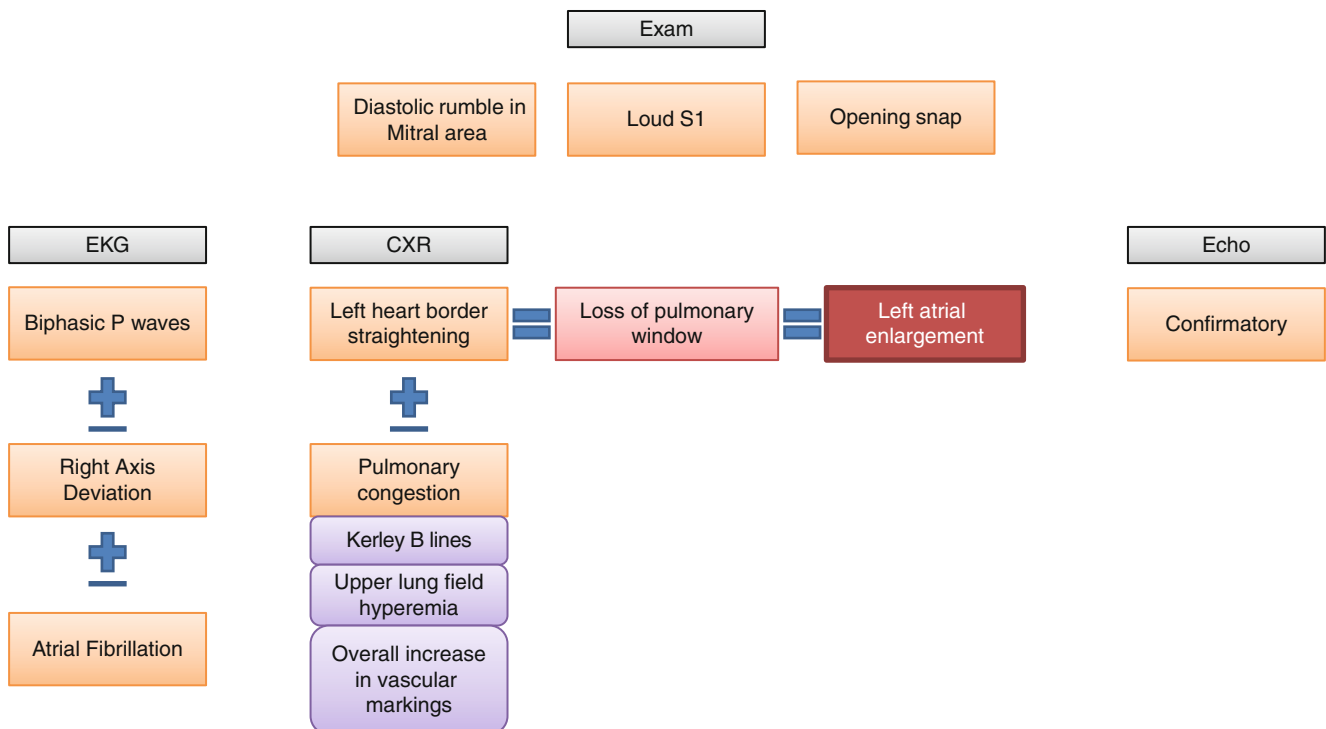 Exam
Diastolic rumble in
Mitral area
Loud S1
Opening snap
EKG
CXR
Echo
Biphasic P waves
Left heart border
straightening
Loss of pulmonary
window
Left atrial
enlargement
Confirmatory
Right Axis
Deviation
Pulmonary
congestion
Kerley B lines
Upper lung field
hyperemia
Atrial Fibrillation
Overall increase
in vascular
markings